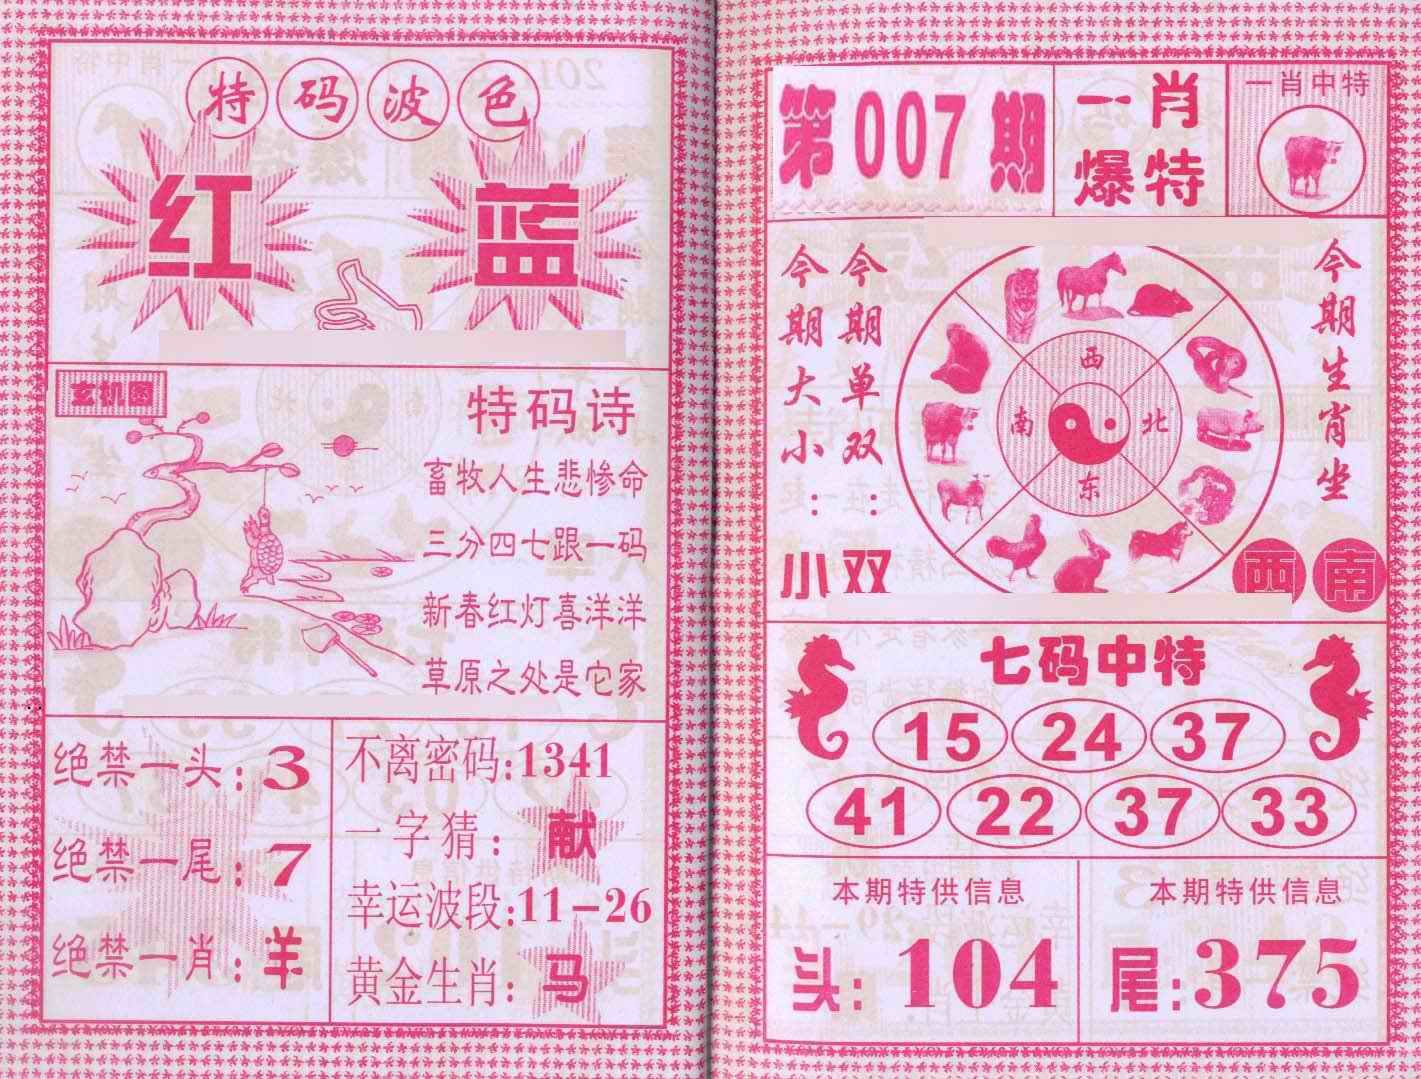 特码波色
红 蓝
玄机图
特码诗
畜牧人生悲惨命
三分四七跟一码
新春红灯喜洋洋
草原之处是它家
绝禁一头:3
绝禁一尾:7
绝禁一肖:羊
不离密码:1341
一字猜:献
幸运波段:11-26
黄金生肖:马
第007期
一肖
爆特
一肖中特
今期大小:小
今期单双:双
西
南 北
东
今期生肖坐
西南
七码中特
15 24 37
41 22 37 33
本期特供信息
头:104
本期特供信息
尾:375